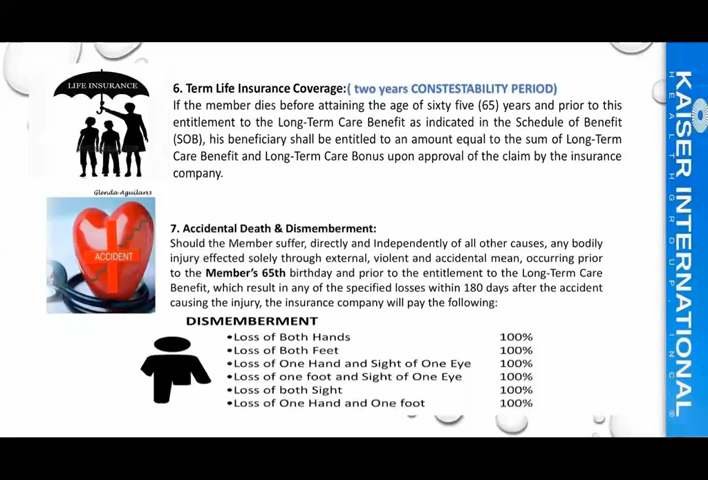 LIFE INSURANCE
6. Term Life Insurance Coverage:( two years CONSTESTABILITY PERIOD)
If the member dies before attaining the age of sixty five (65) years and prior to this
entitlement to the Long-Term Care Benefit as indicated in the Schedule of Benefit
(SOB), his beneficiary shall be entitled to an amount equal to the sum of Long-Term
Care Benefit and Long-Term Care Bonus upon approval of the claim by the insurance
company.
Glenda Aguilans
ACCIDENT
7. Accidental Death & Dismemberment:
Should the Member suffer, directly and Independently of all other causes, any bodily
injury effected solely through external, violent and accidental mean, occurring prior
to the Member's 65th birthday and prior to the entitlement to the Long-Term Care
Benefit, which result in any of the specified losses within 180 days after the accident
causing the injury, the insurance company will pay the following:
DISMEMBERMENT
•Loss of Both Hands 100%
•Loss of Both Feet 100%
•Loss of One Hand and Sight of One Eye 100%
•Loss of one foot and Sight of One Eye 100%
•Loss of both Sight 100%
•Loss of One Hand and One foot 100%
KAISER INTERNATIONAL
HEALTH GROUP, INC.®